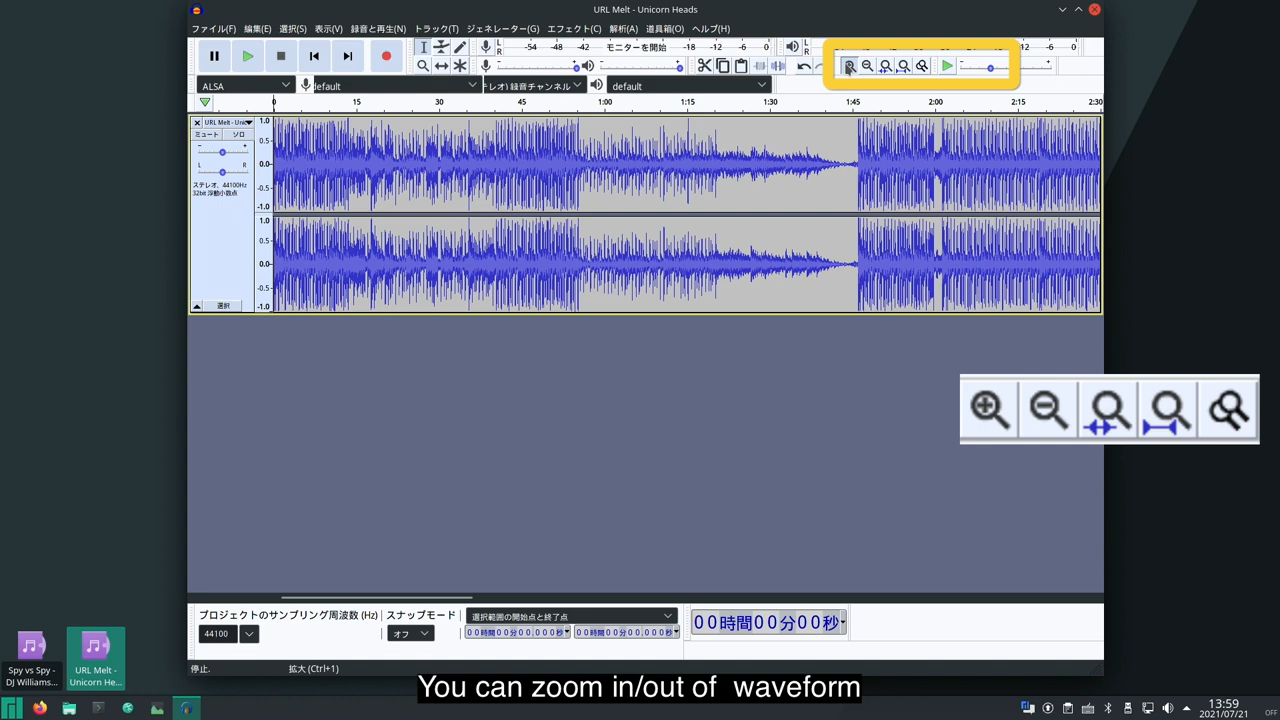 URL Melt - Unicorn Heads
ファイル(F) 編集(E) 選択(S) 表示(V) 録音と再生(N) トラック(T) ジェネレーター(G) エフェクト(C) 解析(A) 道具箱(O) ヘルプ(H)
L R -54 -48 -42 モニターを開始 -18 -12 -6 0 L R -12 -6 0
ALSA default テレオ) 録音チャンネル default
0 15 30 45 1:00 1:15 1:30 1:45 2:00 2:15 2:30
URL Melt - Unic
ミュート ソロ
- +
L R
ステレオ、44100Hz
32bit 浮動小数点
1.0
0.5
0.0
-0.5
-1.0
1.0
0.5
0.0
-0.5
-1.0
選択
プロジェクトのサンプリング周波数 (Hz) スナップモード 選択範囲の開始点と終了点
44100 オフ 00時間00分00.000秒 00時間00分00.000秒 00時間00分00秒
停止. 拡大 (Ctrl+1)
You can zoom in/out of waveform
Spy vs Spy - DJ Williams...
URL Melt - Unicorn He...
13:59
2021/07/21
OFF